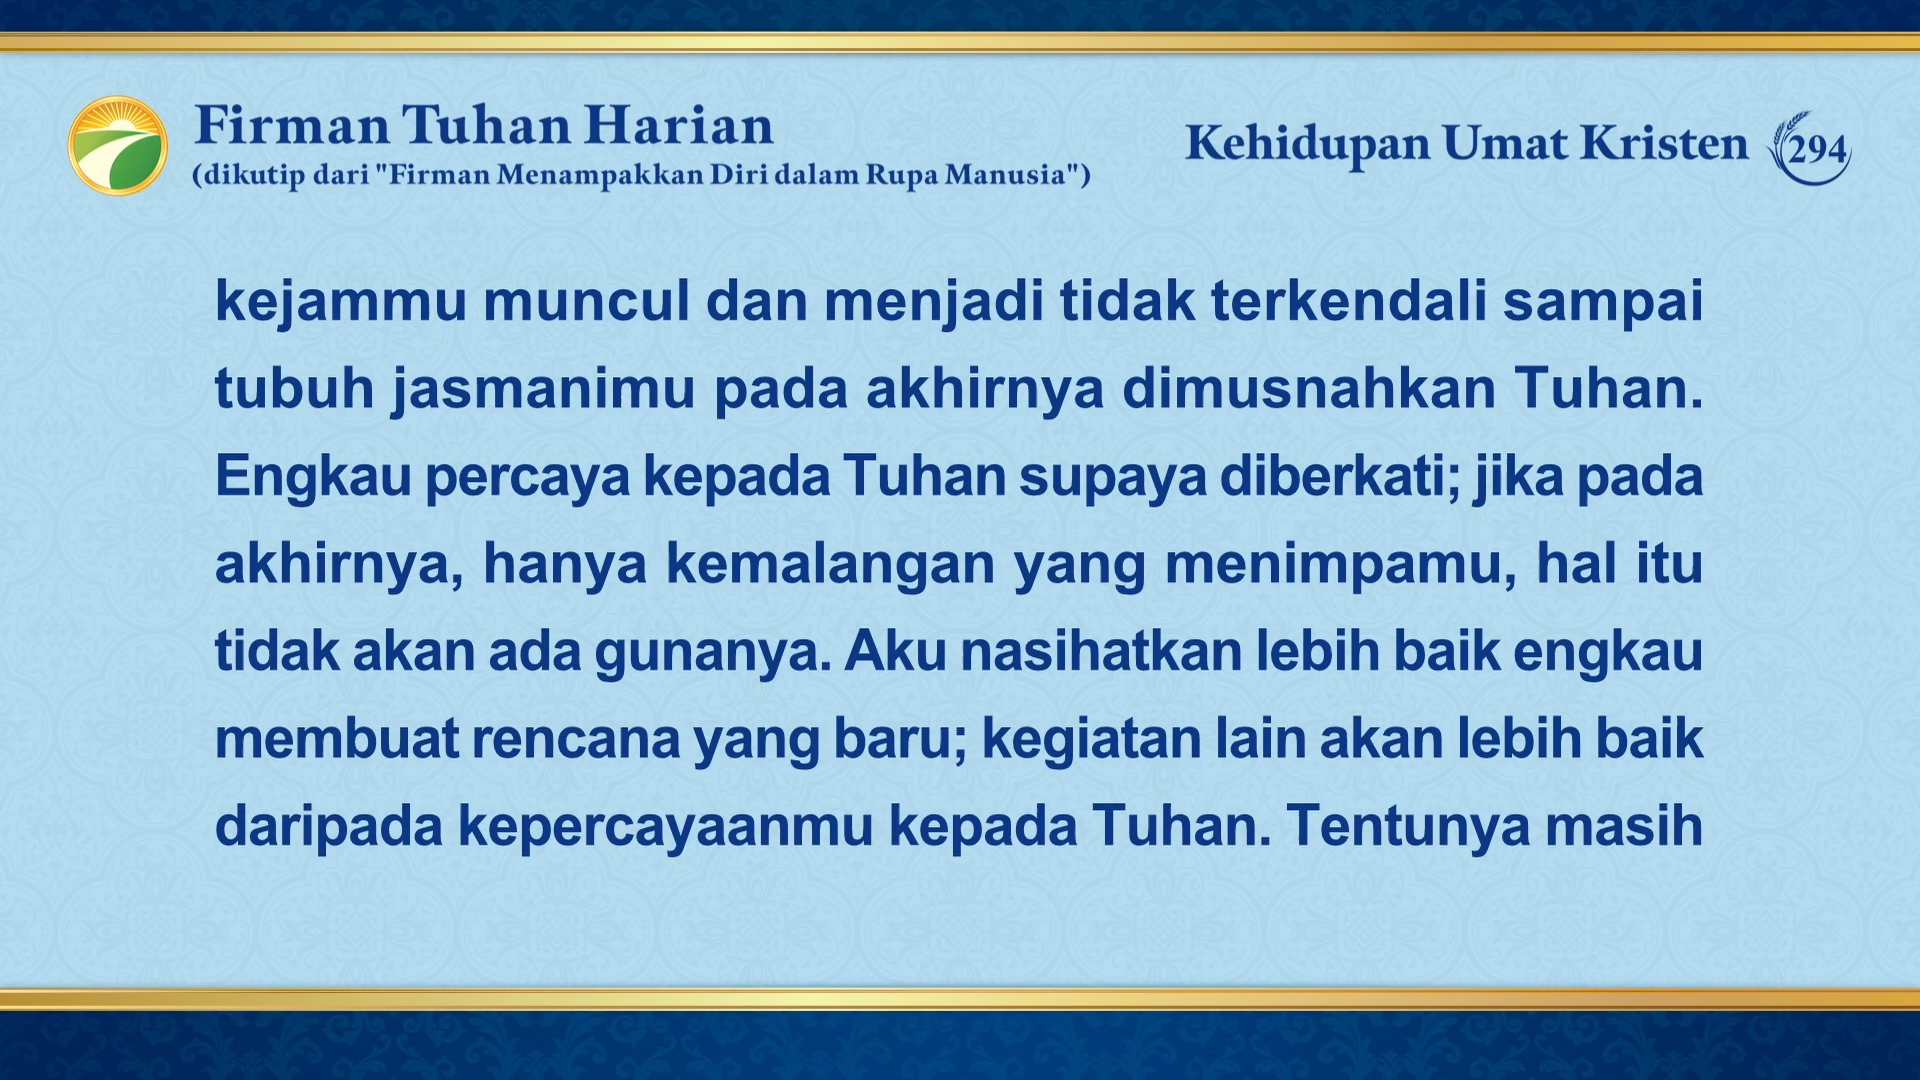 Firman Tuhan Harian
(dikutip dari "Firman Menampakkan Diri dalam Rupa Manusia")
Kehidupan Umat Kristen 294
kejammu muncul dan menjadi tidak terkendali sampai
tubuh jasmanimu pada akhirnya dimusnahkan Tuhan.
Engkau percaya kepada Tuhan supaya diberkati; jika pada
akhirnya, hanya kemalangan yang menimpamu, hal itu
tidak akan ada gunanya. Aku nasihatkan lebih baik engkau
membuat rencana yang baru; kegiatan lain akan lebih baik
daripada kepercayaanmu kepada Tuhan. Tentunya masih